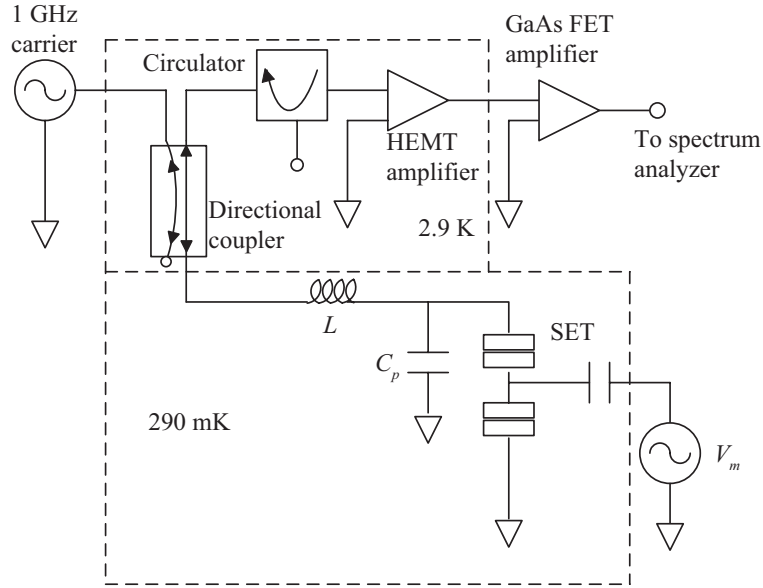 1 GHz
carrier
Circulator
GaAs FET
amplifier
HEMT
amplifier
To spectrum
analyzer
Directional
coupler
2.9 K
L
SET
C_p
290 mK
V_m